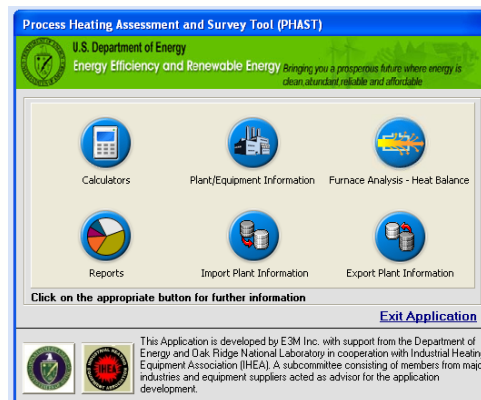 Process Heating Assessment and Survey Tool (PHAST)
U.S. Department of Energy
Energy Efficiency and Renewable Energy
Bringing you a prosperous future where energy is
clean,abundant,reliable and affordable
Calculators
Plant/Equipment Information
Furnace Analysis - Heat Balance
Reports
Import Plant Information
Export Plant Information
Click on the appropriate button for further information
Exit Application
This Application is developed by E3M Inc. with support from the Department of
Energy and Oak Ridge National Laboratory in cooperation with Industrial Heatin
Equipment Association (IHEA). A subcommittee consisting of members from majo
industries and equipment suppliers acted as advisor for the application
development.
IHEA